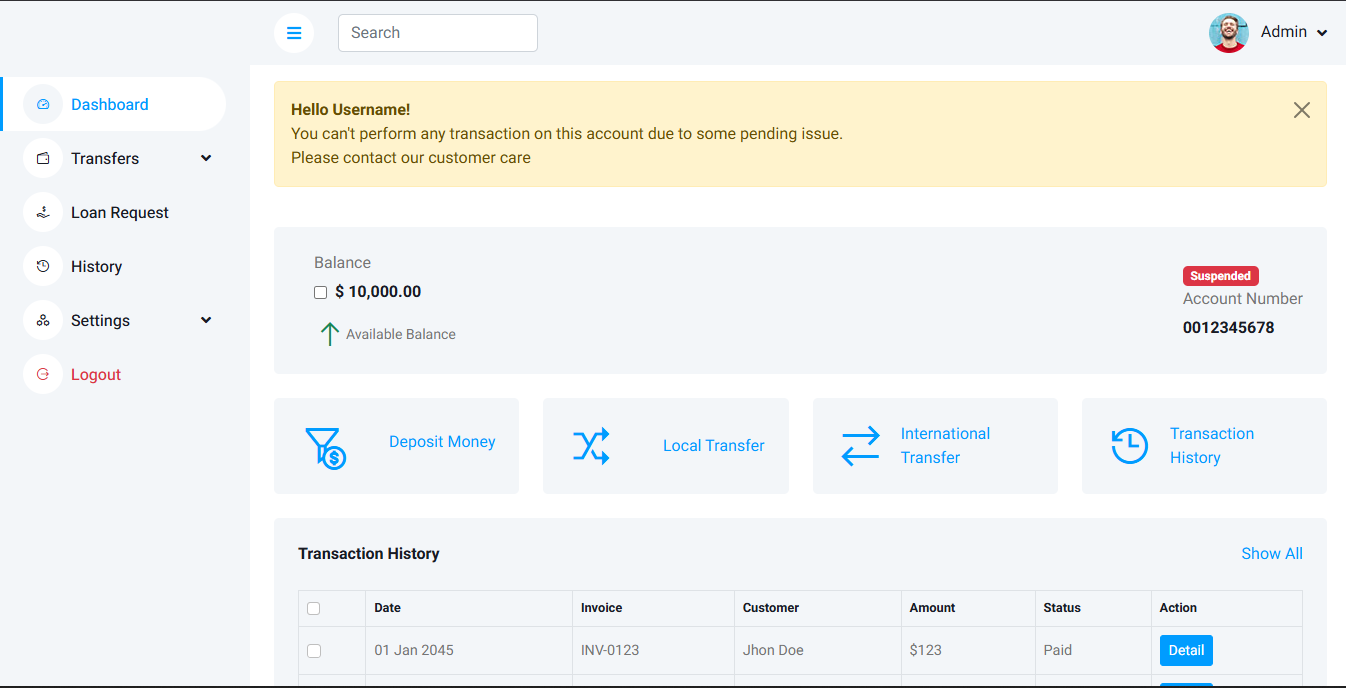 Search
Admin
Dashboard
Transfers
Loan Request
History
Settings
Logout
Hello Username!
You can't perform any transaction on this account due to some pending issue.
Please contact our customer care
Balance
$ 10,000.00
Available Balance
Suspended
Account Number
0012345678
Deposit Money
Local Transfer
International
Transfer
Transaction
History
Transaction History
Show All
Date Invoice Customer Amount Status Action
01 Jan 2045 INV-0123 Jhon Doe $123 Paid Detail